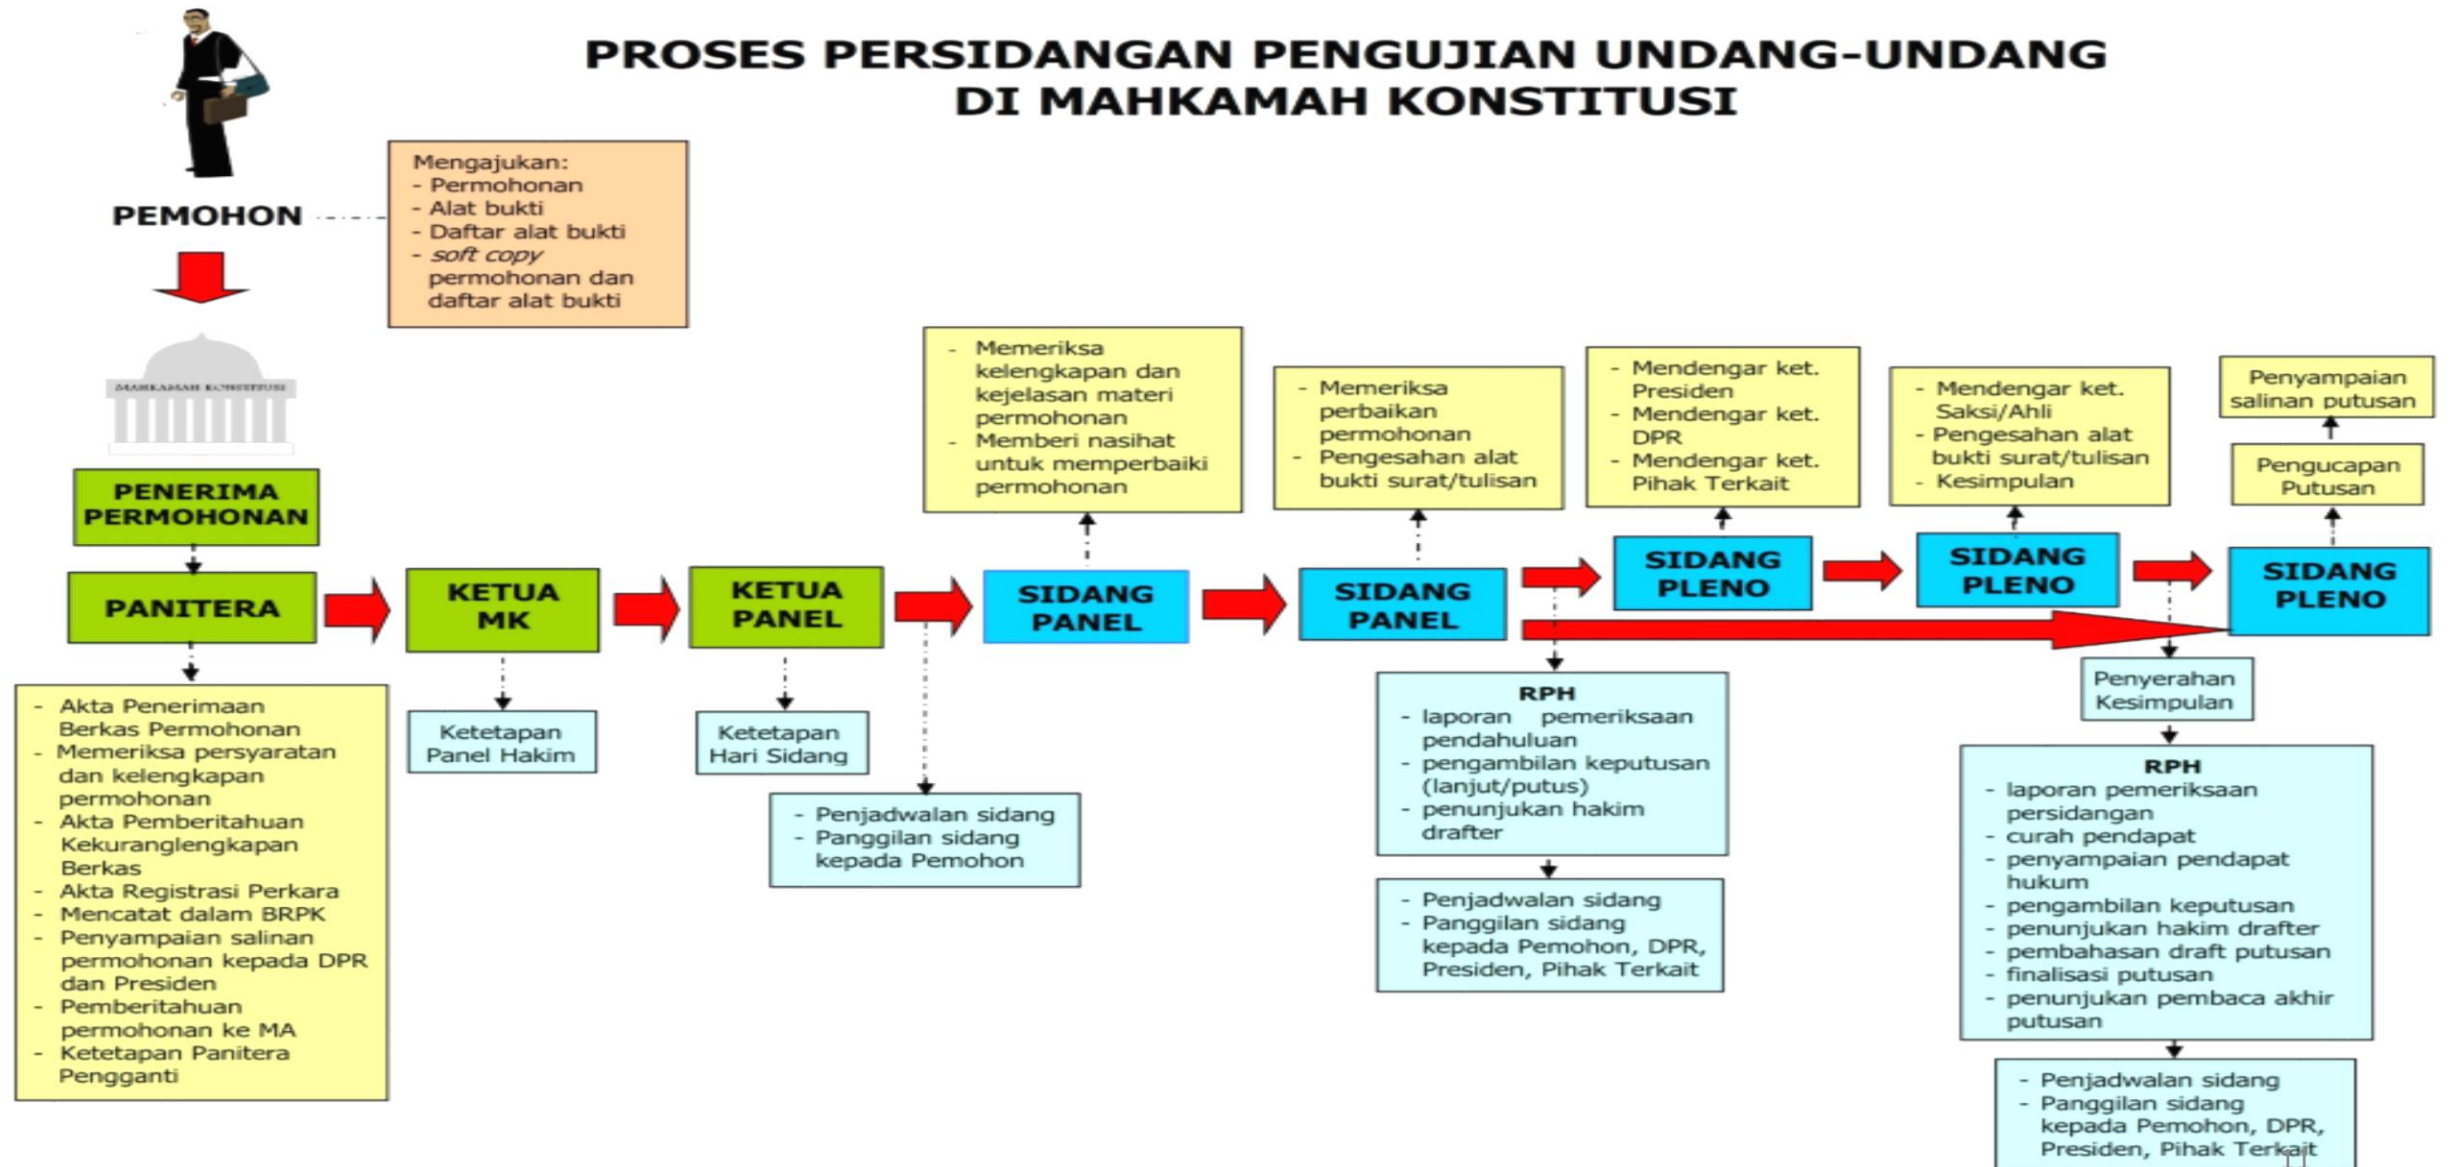 PROSES PERSIDANGAN PENGUJIAN UNDANG-UNDANG
DI MAHKAMAH KONSTITUSI
PEMOHON
Mengajukan:
- Permohonan
- Alat bukti
- Daftar alat bukti
- soft copy
permohonan dan
daftar alat bukti
MAHKAMAH KONSTITUSI
PENERIMA
PERMOHONAN
PANITERA
- Akta Penerimaan
Berkas Permohonan
- Memeriksa persyaratan
dan kelengkapan
permohonan
- Akta Pemberitahuan
Kekuranglengkapan
Berkas
- Akta Registrasi Perkara
- Mencatat dalam BRPK
- Penyampaian salinan
permohonan kepada DPR
dan Presiden
- Pemberitahuan
permohonan ke MA
- Ketetapan Panitera
Pengganti
KETUA
MK
Ketetapan
Panel Hakim
KETUA
PANEL
Ketetapan
Hari Sidang
- Penjadwalan sidang
- Panggilan sidang
kepada Pemohon
- Memeriksa
kelengkapan dan
kejelasan materi
permohonan
- Memberi nasihat
untuk memperbaiki
permohonan
SIDANG
PANEL
- Memeriksa
perbaikan
permohonan
- Pengesahan alat
bukti surat/tulisan
SIDANG
PANEL
RPH
- laporan pemeriksaan
pendahuluan
- pengambilan keputusan
(lanjut/putus)
- penunjukan hakim
drafter
- Penjadwalan sidang
- Panggilan sidang
kepada Pemohon, DPR,
Presiden, Pihak Terkait
- Mendengar ket.
Presiden
- Mendengar ket.
DPR
- Mendengar ket.
Pihak Terkait
SIDANG
PLENO
- Mendengar ket.
Saksi/Ahli
- Pengesahan alat
bukti surat/tulisan
- Kesimpulan
SIDANG
PLENO
Penyampaian
salinan putusan
Pengucapan
Putusan
SIDANG
PLENO
Penyerahan
Kesimpulan
RPH
- laporan pemeriksaan
persidangan
- curah pendapat
- penyampaian pendapat
hukum
- pengambilan keputusan
- penunjukan hakim drafter
- pembahasan draft putusan
- finalisasi putusan
- penunjukan pembaca akhir
putusan
- Penjadwalan sidang
- Panggilan sidang
kepada Pemohon, DPR,
Presiden, Pihak Terkait